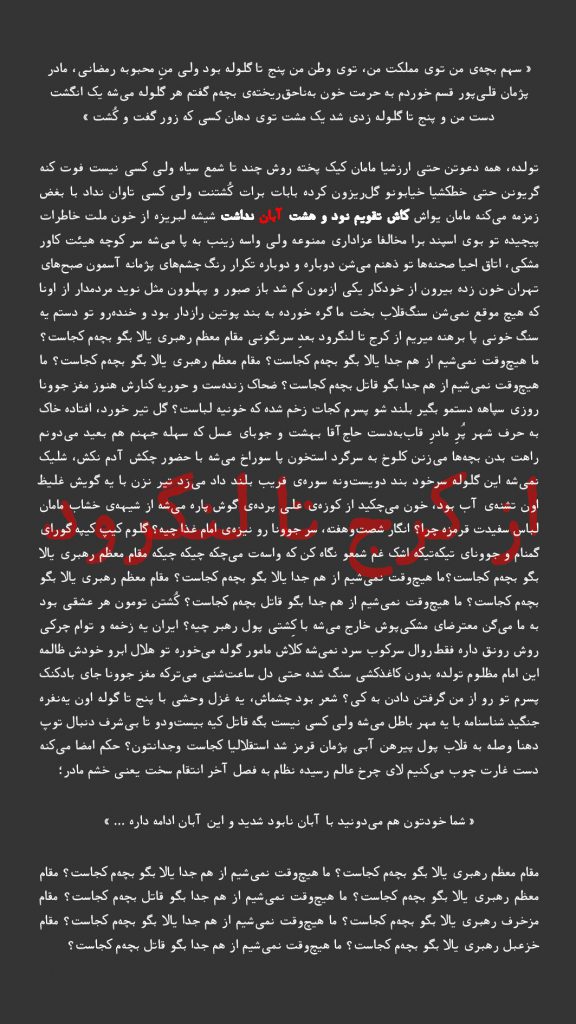 « سهم بچه‌ی من توی مملکت من، توی وطن من پنج تا گلوله بود ولی منِ محبوبه رمضانی، مادر
پژمان قلی‌پور قسم خوردم به حرمت خون به‌ناحق‌ریخته‌ی بچه‌م گفتم هر گلوله می‌شه یک انگشت
دست من و پنج تا گلوله زدی شد یک مشت توی دهان کسی که زور گفت و کُشت »
تولده، همه دعوتن حتی ارزشیا مامان کیک پخته روش چند تا شمع سیاه ولی کسی نیست فوت کنه
گریونن حتی خطکشیا خیابونو گل‌ریزون کرده بابات برات کُشتنت ولی کسی تاوان نداد با بغض
زمزمه می‌کنه مامان یواش کاش تقویم نود و هشت آبان نداشت شیشه لبریزه از خون ملت خاطرات
پیچیده تو بوی اسپند برا مخالفا عزاداری ممنوعه ولی واسه زینب به پا می‌شه سر کوچه هیئت کاور
مشکی، اتاق احیا صحنه‌ها تو ذهنم می‌شن دوباره و دوباره تکرار رنگ چشم‌های پژمانه آسمون صبح‌های
تهران خون زده بیرون از خودکار یکی ازمون کم شد باز صبور و پهلوون مثل نوید مردمدار از اونا
که هیچ موقع نمی‌شن سنگ‌قلاب بخت ما گره خورده به بند پوتین رازدار بود و خنده‌رو تو دستم یه
سنگ خونی پا برهنه میریم از کرج تا لنگرود بعدِ سرنگونی مقام معظم رهبری یالا بگو بچه‌م کجاست؟
ما هیچ‌وقت نمی‌شیم از هم جدا یالا بگو بچه‌م کجاست؟ مقام معظم رهبری یالا بگو بچه‌م کجاست؟ ما
هیچ‌وقت نمی‌شیم از هم جدا بگو قاتل بچه‌م کجاست؟ ضحاک زنده‌ست و حوریه کنارش هنوز مغز جوونا
روزی سپاهه دستمو بگیر بلند شو پسرم کجات زخم شده که خونیه لباست؟ گل تیر خورد، افتاده خاک
به حرف شهر پُرِ مادرِ قاب‌به‌دست حاج‌آقا بهشت و جوبای عسل که سهله جهنم هم بعید می‌دونم
راهت بدن بچه‌ها می‌زنن کلوخ به سرگرد استخون پا سوراخ می‌شه با حضور چکش آدم نکش، شلیک
نمی‌شه این گلوله سرخود بند دویست‌ونه سوره‌ی قریب بلند داد می‌زد تیر نزن با یه گویش غلیظ
اون تشنه‌ی آب بود، خون می‌چکید از کوزه‌ی علی پرده‌ی گوش پاره می‌شه از شیهه‌ی خشاب مامان
لباس سفیدت قرمزه چرا؟ انگار شصت‌وهفته، سر جوونا رو نیزه‌ی امام غذا چیه؟ گلوم کیپ کیپه گورای
گمنام و جوونای تیکه‌تیکه اشک غم شمعو نگاه کن که واسه‌ت می‌چکه چیکه چیکه مقام معظم رهبری یالا
بگو بچه‌م کجاست؟ما هیچ‌وقت نمی‌شیم از هم جدا یالا بگو بچه‌م کجاست؟ مقام معظم رهبری یالا بگو
بچه‌م کجاست؟ ما هیچ‌وقت نمی‌شیم از هم جدا بگو قاتل بچه‌م کجاست؟ کُشتن تومون هر عشقی بود
به ما می‌گن معترضای مشکی‌پوش خارج می‌شه با کِشتی پول رهبر چیه؟ ایران یه زخمه و توام چرکی
روش رونق داره فقط روال سرکوب سرد نمی‌شه کلاش مامور گوله می‌خوره تو هلال ابرو خودش ظالمه
این امام مظلوم تولده بدون کاغذکشی سنگ شده حتی دل ساعت‌شنی می‌ترکه مغز جوونا جای بادکنک
پسرم تو رو از من گرفتن دادن به کی؟ شعر بود چشماش، یه غزل وحشی با پنج تا گوله اون یه‌نفره
جنگید شناسنامه با یه مهر باطل می‌شه ولی کسی نیست بگه قاتل کیه بیست‌ودو تا بی‌شرف دنبال توپ
دهنا وصله به قلاب پول پیرهن آبی پژمان قرمز شد استقلالیا کجاست وجدانتون؟ حکم امضا می‌کنه
دست غارت چوب می‌کنیم لای چرخ عالم رسیده نظام به فصل آخر انتقام سخت یعنی خشم مادر؛
از کرج تا لنگرود
« شما خودتون هم می‌دونید با آبان نابود شدید و این آبان ادامه داره ... »
مقام معظم رهبری یالا بگو بچه‌م کجاست؟ ما هیچ‌وقت نمی‌شیم از هم جدا یالا بگو بچه‌م کجاست؟ مقام
معظم رهبری یالا بگو بچه‌م کجاست؟ ما هیچ‌وقت نمی‌شیم از هم جدا بگو قاتل بچه‌م کجاست؟ مقام
مزخرف رهبری یالا بگو بچه‌م کجاست؟ ما هیچ‌وقت نمی‌شیم از هم جدا یالا بگو بچه‌م کجاست؟ مقام
خزعبل رهبری یالا بگو بچه‌م کجاست؟ ما هیچ‌وقت نمی‌شیم از هم جدا بگو قاتل بچه‌م کجاست؟